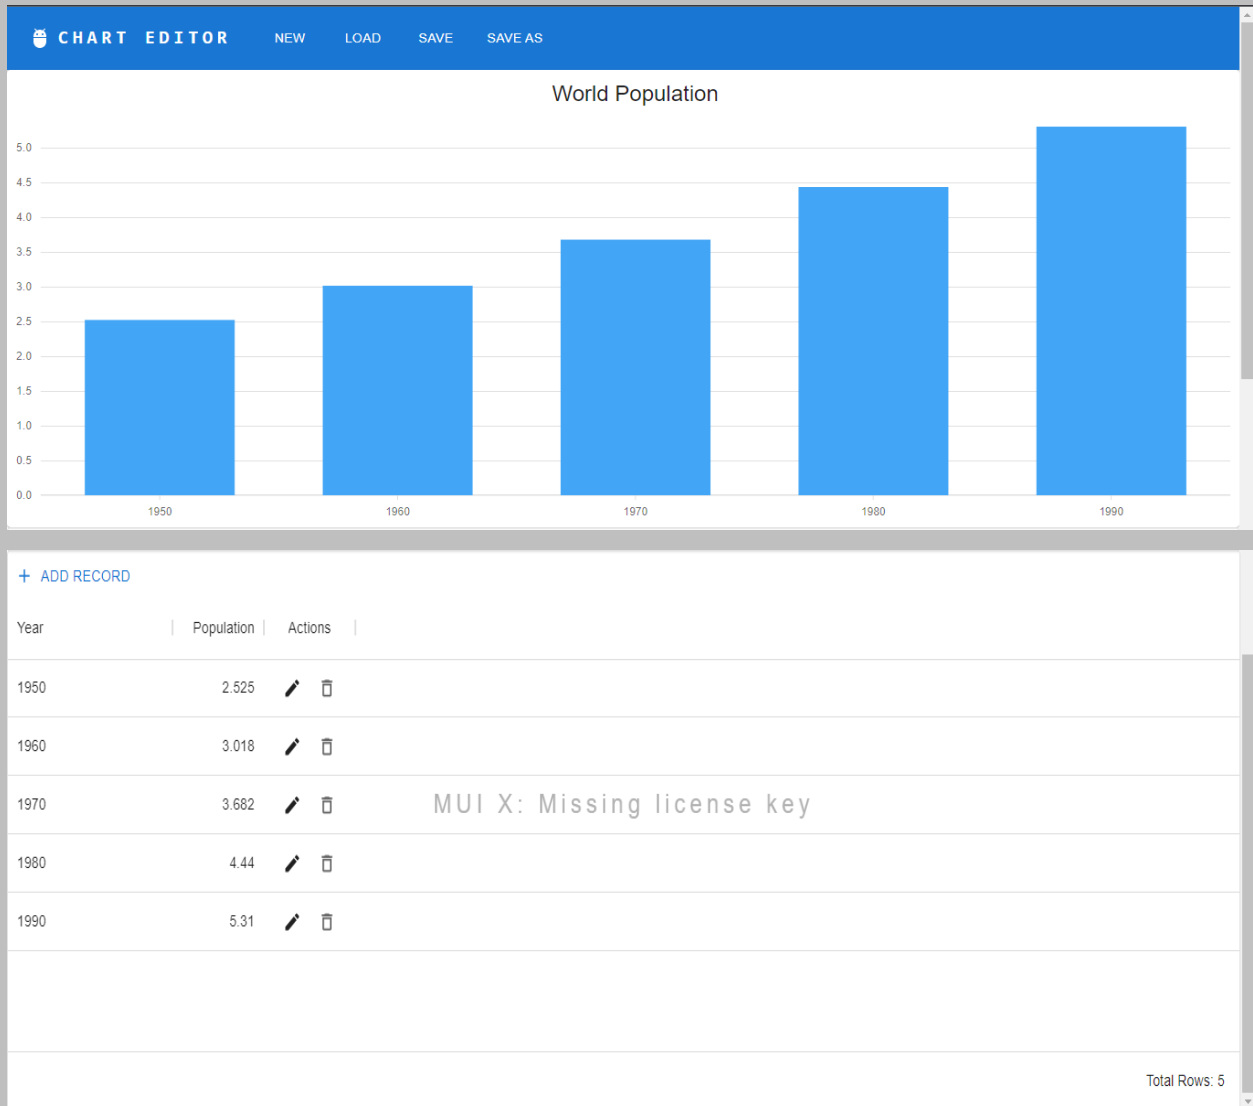 CHART EDITOR NEW LOAD SAVE SAVE AS
World Population
5.0
4.5
4.0
3.5
3.0
2.5
2.0
1.5
1.0
0.5
0.0
1950 1960 1970 1980 1990
+ ADD RECORD
Year Population Actions
1950 2.525
1960 3.018
1970 3.682 MUI X: Missing license key
1980 4.44
1990 5.31
Total Rows: 5